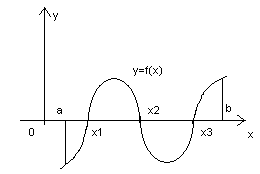 y
y=f(x)
a x2 b
0 x1 x3 x